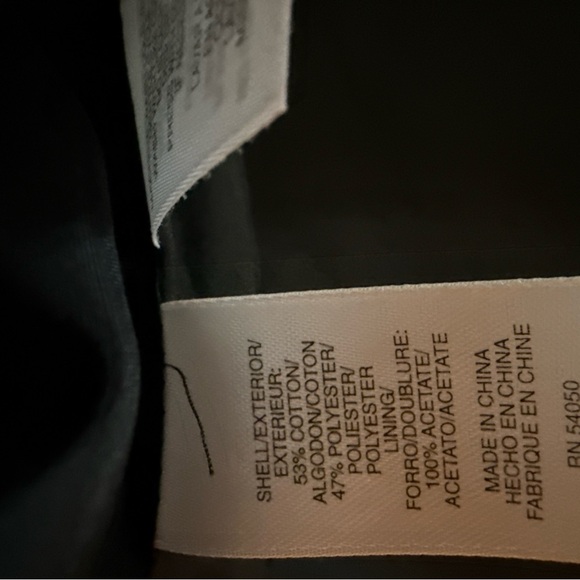 SHELL/EXTERIOR/
EXTERIEUR:
53% COTTON/
ALGODON/COTON
47% POLYESTER/
POLIESTER/
POLYESTER
LINING/
FORRO/DOUBLURE:
100% ACETATE/
ACETATO/ACETATE
MADE IN CHINA
HECHO EN CHINA
FABRIQUE EN CHINE
RN 54050